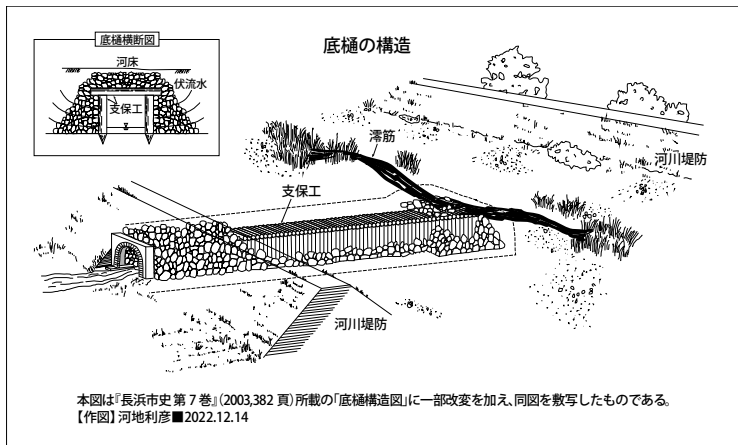 底樋の構造
底樋横断図
河床
伏流水
支保工
澪筋
河川堤防
支保工
河川堤防
本図は『長浜市史 第７巻』(2003,382 頁) 所載の「底樋構造図」に一部改変を加え、同図を敷写したものである。
【作図】河地利彦■2022.12.14